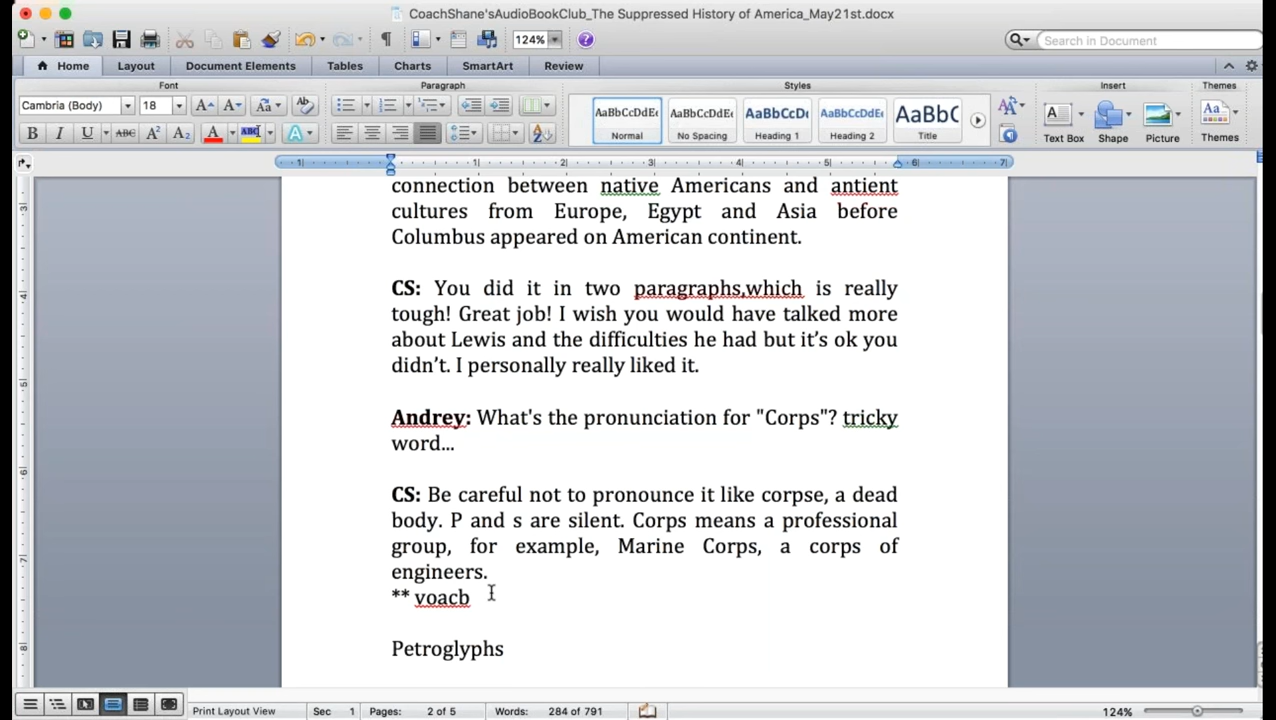 CoachShane'sAudioBookClub_The Suppressed History of America_May21st.docx
124%
Search in Document
Home Layout Document Elements Tables Charts SmartArt Review
Font Paragraph Styles Insert Themes
Cambria (Body) 18
AaBbCcDdEe AaBbCcDdEe AaBbCcDdE AaBbCcDdEe AaBbC
Normal No Spacing Heading 1 Heading 2 Title
Text Box Shape Picture Themes
connection between native Americans and antient
cultures from Europe, Egypt and Asia before
Columbus appeared on American continent.
CS: You did it in two paragraphs,which is really
tough! Great job! I wish you would have talked more
about Lewis and the difficulties he had but it's ok you
didn't. I personally really liked it.
Andrey: What's the pronunciation for "Corps"? tricky
word...
CS: Be careful not to pronounce it like corpse, a dead
body. P and s are silent. Corps means a professional
group, for example, Marine Corps, a corps of
engineers.
** voacb
Petroglyphs
Print Layout View Sec 1 Pages: 2 of 5 Words: 284 of 791 124%